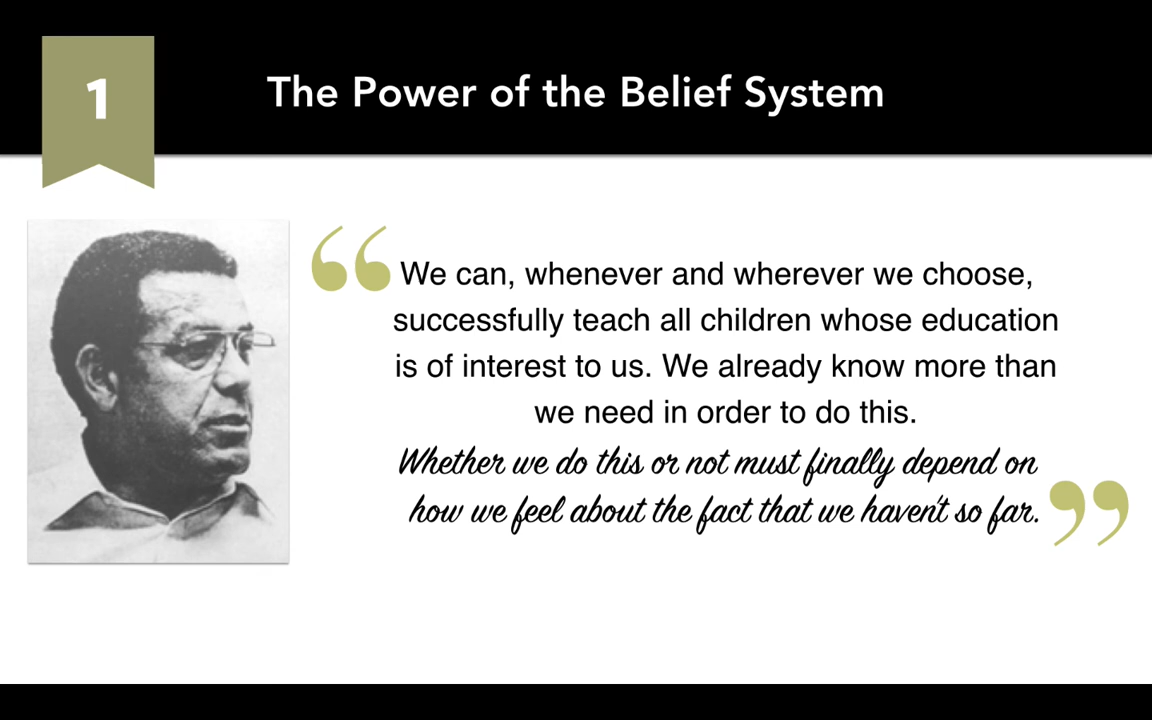 1
The Power of the Belief System
“We can, whenever and wherever we choose,
successfully teach all children whose education
is of interest to us. We already know more than
we need in order to do this.
Whether we do this or not must finally depend on
how we feel about the fact that we haven't so far.”